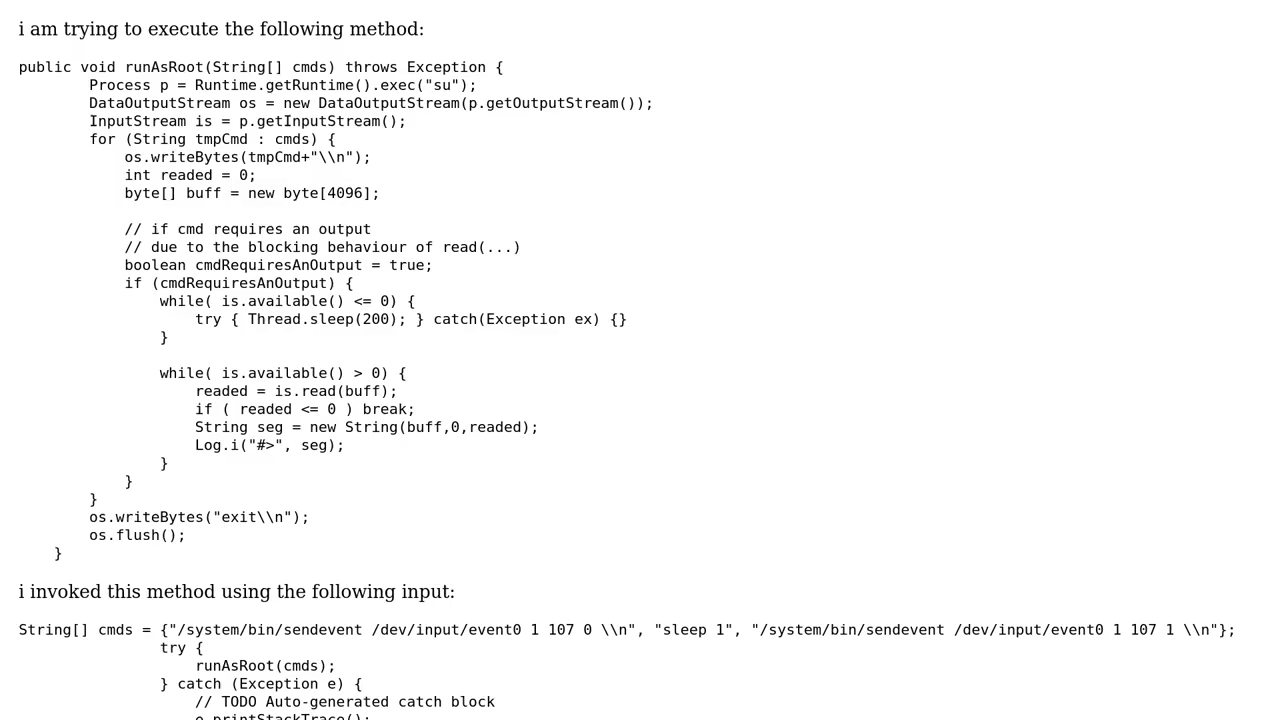 i am trying to execute the following method:
public void runAsRoot(String[] cmds) throws Exception {
        Process p = Runtime.getRuntime().exec("su");
        DataOutputStream os = new DataOutputStream(p.getOutputStream());
        InputStream is = p.getInputStream();
        for (String tmpCmd : cmds) {
            os.writeBytes(tmpCmd+"\\n");
            int readed = 0;
            byte[] buff = new byte[4096];

            // if cmd requires an output
            // due to the blocking behaviour of read(...)
            boolean cmdRequiresAnOutput = true;
            if (cmdRequiresAnOutput) {
                while( is.available() <= 0) {
                    try { Thread.sleep(200); } catch(Exception ex) {}
                }

                while( is.available() > 0) {
                    readed = is.read(buff);
                    if ( readed <= 0 ) break;
                    String seg = new String(buff,0,readed);
                    Log.i("#>", seg);
                }
            }
        }
        os.writeBytes("exit\\n");
        os.flush();
    }
i invoked this method using the following input:
String[] cmds = {"/system/bin/sendevent /dev/input/event0 1 107 0 \\n", "sleep 1", "/system/bin/sendevent /dev/input/event0 1 107 1 \\n"};
                try {
                    runAsRoot(cmds);
                } catch (Exception e) {
                    // TODO Auto-generated catch block
                    e.printStackTrace();